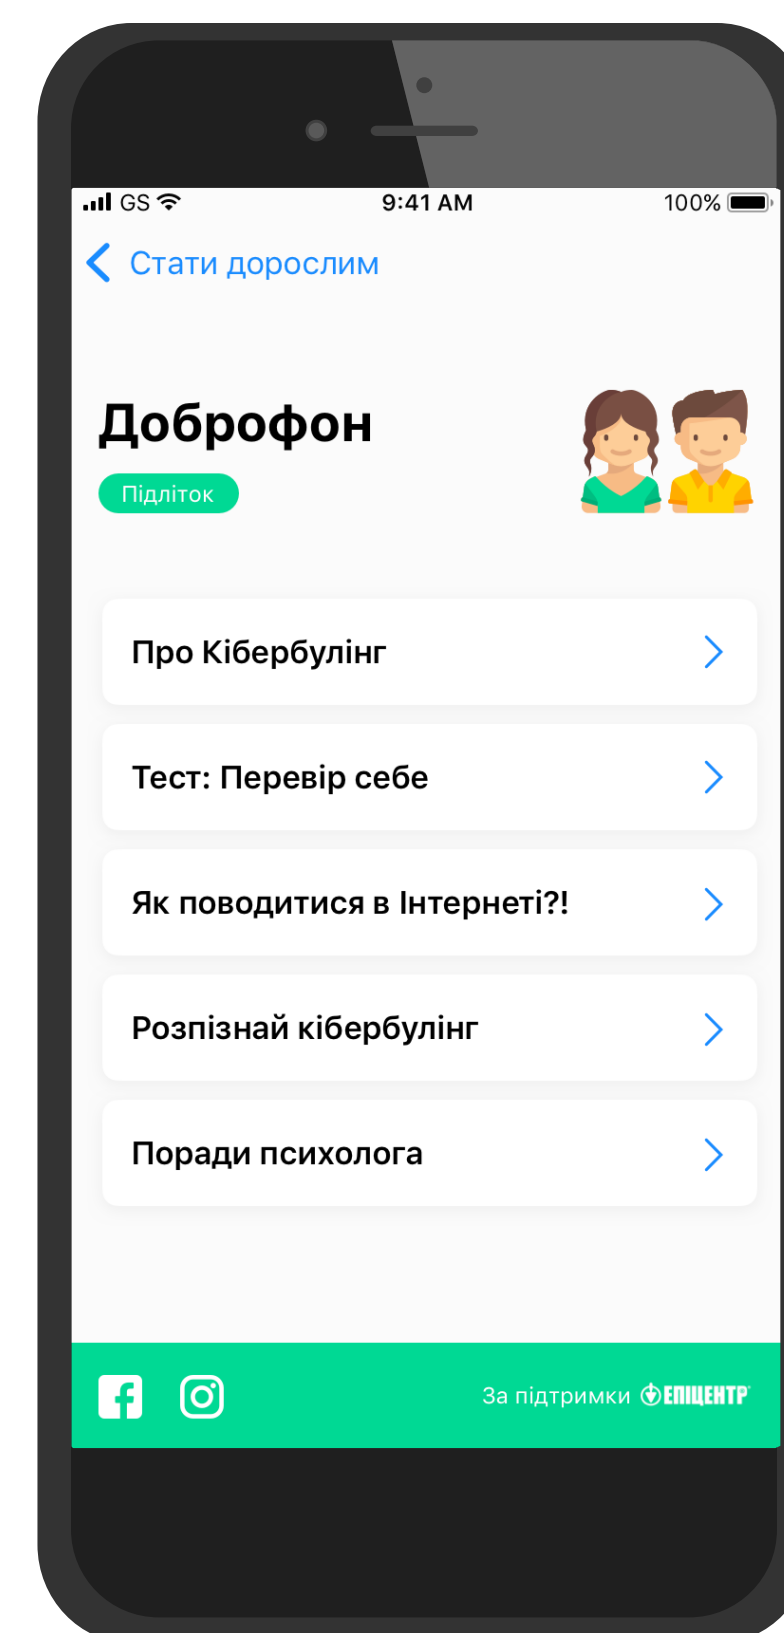 GS 9:41 AM 100%
Стати дорослим
Доброфон
Підліток
Про Кібербулінг
Тест: Перевір себе
Як поводитися в Інтернеті?!
Розпізнай кібербулінг
Поради психолога
За підтримки ЕПІЦЕНТР